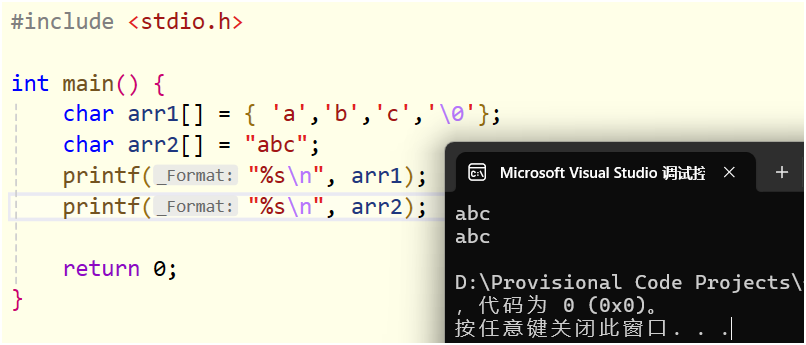 #include <stdio.h>
int main() {
    char arr1[] = { 'a','b','c','\0'};
    char arr2[] = "abc";
    printf(_Format: "%s\n", arr1);
    printf(_Format: "%s\n", arr2);
    return 0;
}
Microsoft Visual Studio 调试控
abc
abc
D:\Provisional Code Projects\
，代码为 0 (0x0)。
按任意键关闭此窗口. . .